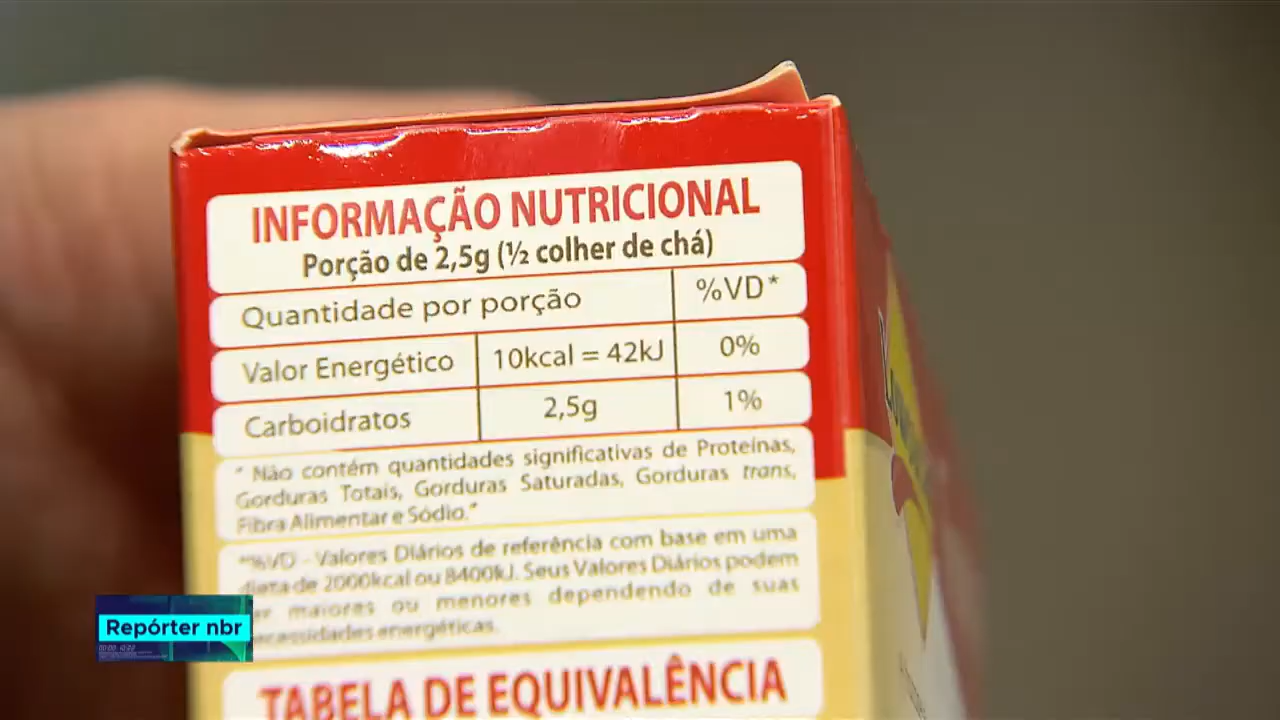 INFORMAÇÃO NUTRICIONAL
Porção de 2,5g (½ colher de chá)
Quantidade por porção %VD*
Valor Energético 10kcal = 42kJ 0%
Carboidratos 2,5g 1%
" Não contém quantidades significativas de Proteínas,
Gorduras Totais, Gorduras Saturadas, Gorduras trans,
Fibra Alimentar e Sódio."
*%VD - Valores Diários de referência com base em uma
dieta de 2000kcal ou 8400kJ. Seus Valores Diários podem
maiores ou menores dependendo de suas
energéticas.
TABELA DE EQUIVALÊNCIA
Repórter nbr